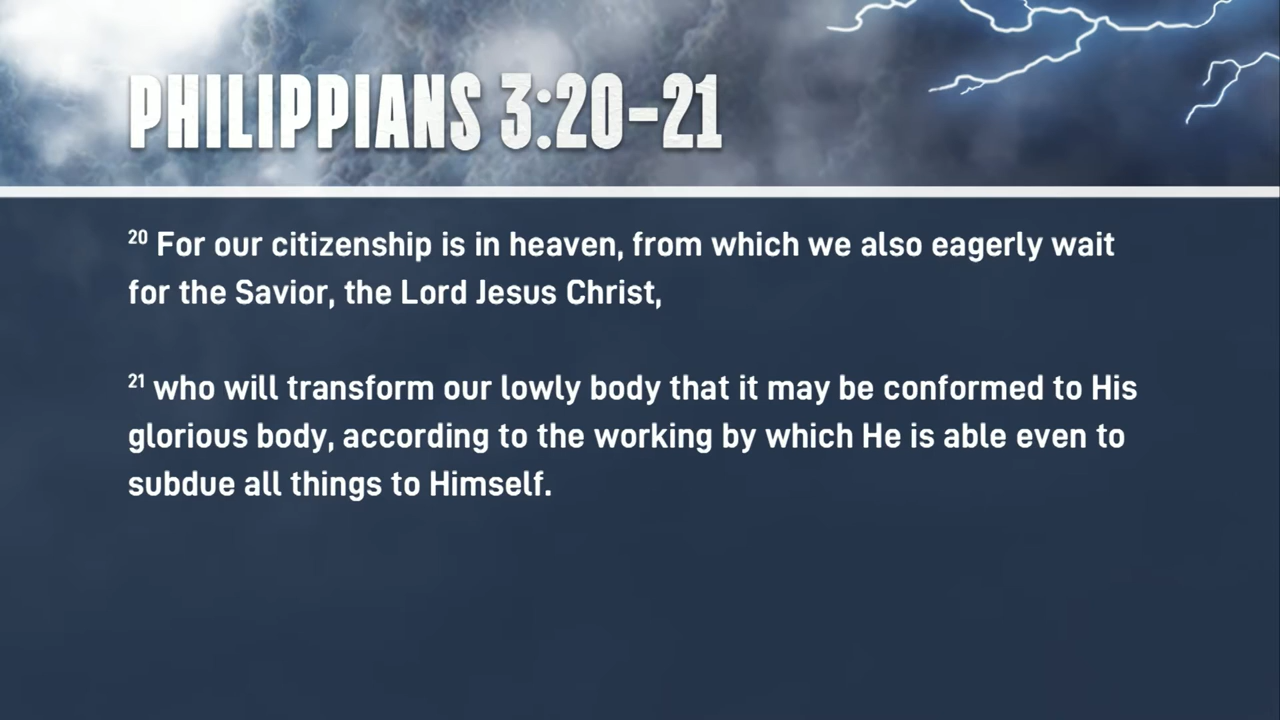 PHILIPPIANS 3:20-21
20 For our citizenship is in heaven, from which we also eagerly wait
for the Savior, the Lord Jesus Christ,
21 who will transform our lowly body that it may be conformed to His
glorious body, according to the working by which He is able even to
subdue all things to Himself.